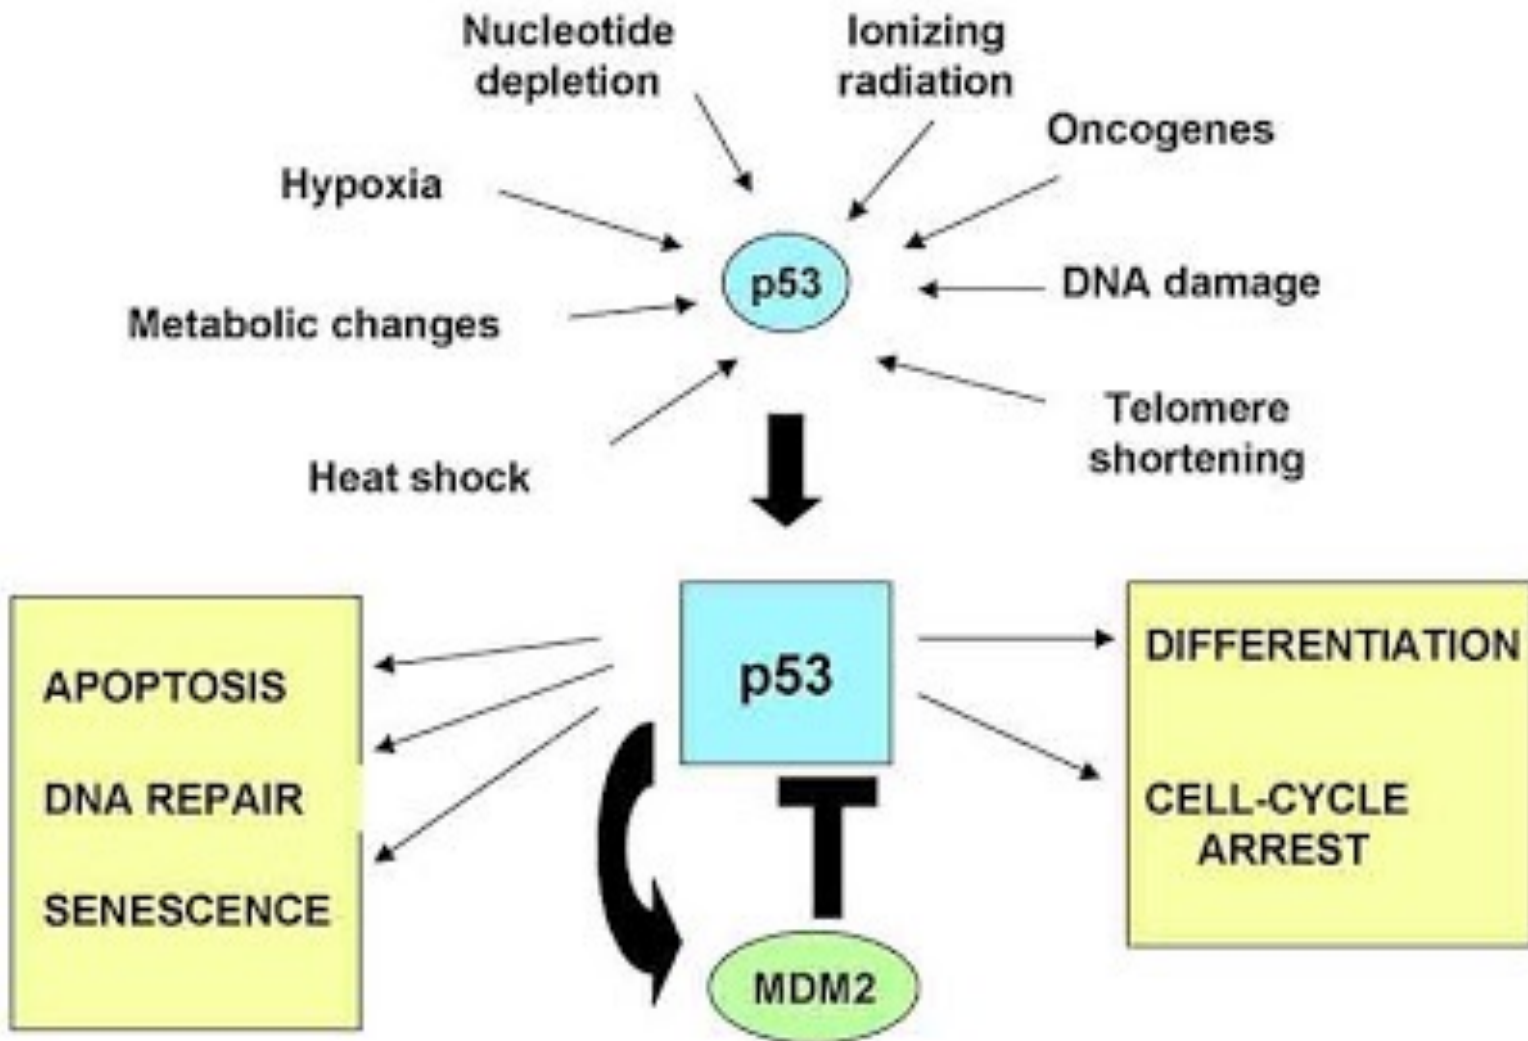 Nucleotide
depletion
Ionizing
radiation
Oncogenes
Hypoxia
p53
DNA damage
Metabolic changes
Telomere
shortening
Heat shock
APOPTOSIS
DNA REPAIR
SENESCENCE
p53
DIFFERENTIATION
CELL-CYCLE
ARREST
MDM2